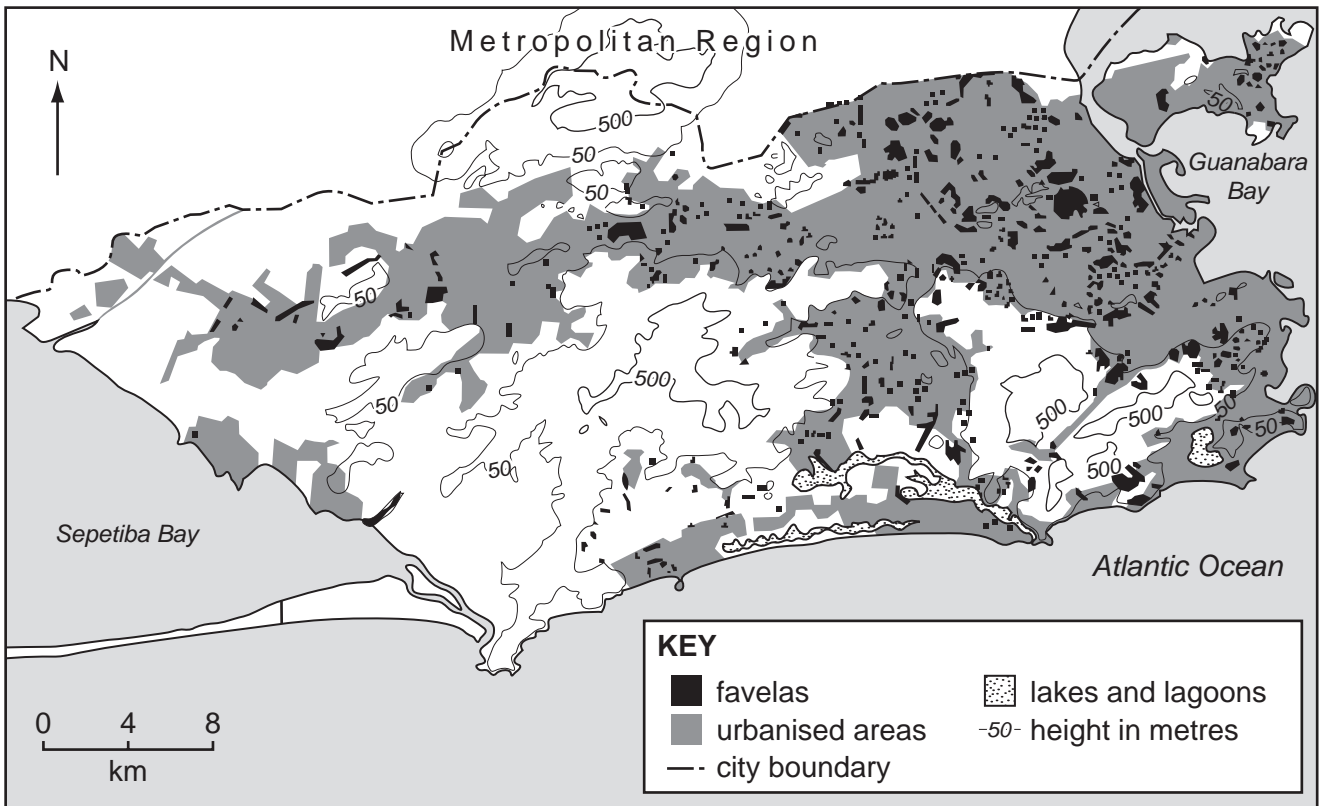 Metropolitan Region
N
500
50
50
50
Guanabara
Bay
50
500
50
50
500
500
500
50
50
Sepetiba Bay
Atlantic Ocean
KEY
favelas
urbanised areas
city boundary
lakes and lagoons
-50- height in metres
0 4 8
km